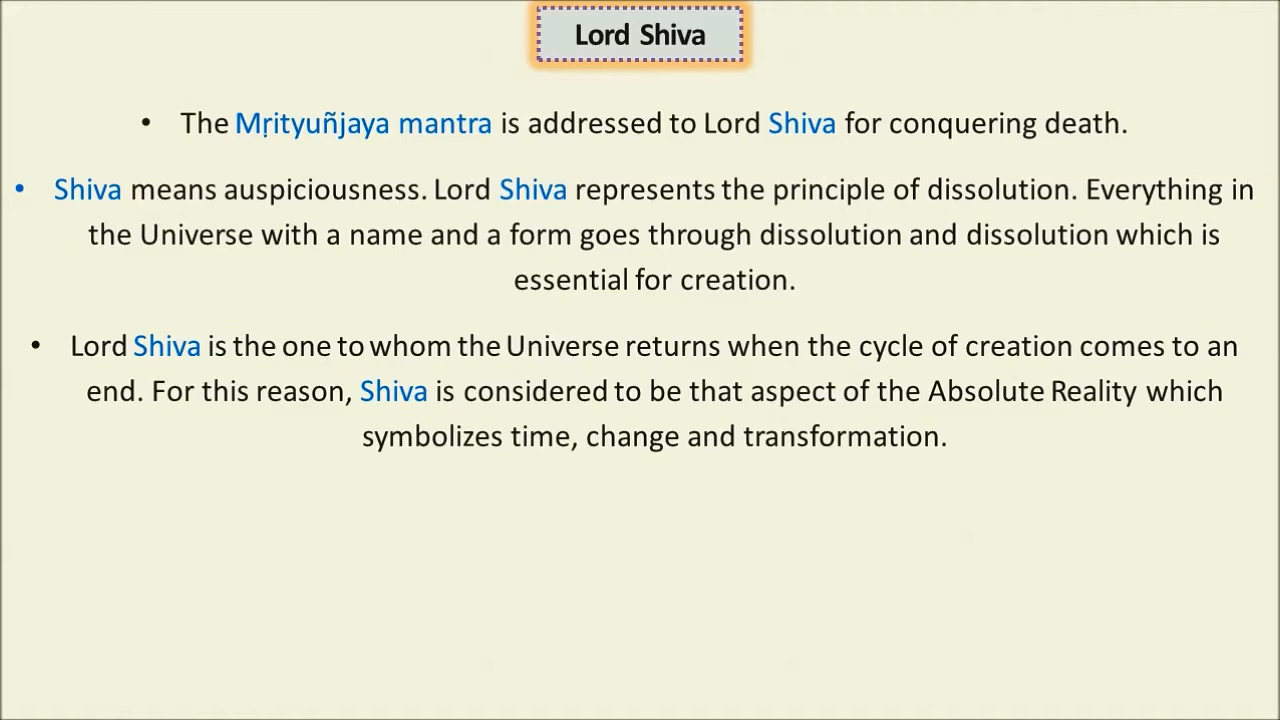 Lord Shiva
• The Mṛityuñjaya mantra is addressed to Lord Shiva for conquering death.
• Shiva means auspiciousness. Lord Shiva represents the principle of dissolution. Everything in
the Universe with a name and a form goes through dissolution and dissolution which is
essential for creation.
• Lord Shiva is the one to whom the Universe returns when the cycle of creation comes to an
end. For this reason, Shiva is considered to be that aspect of the Absolute Reality which
symbolizes time, change and transformation.